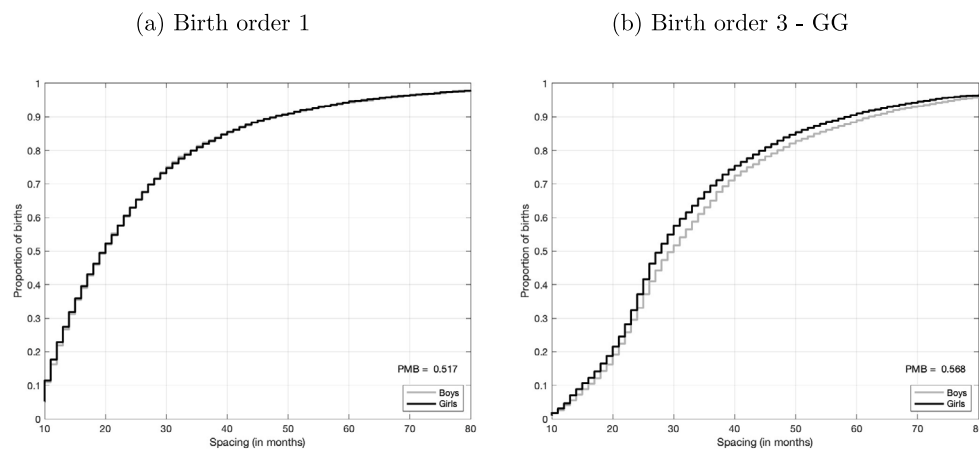 (a) Birth order 1
(b) Birth order 3 - GG
1
0.9
0.8
0.7
0.6
0.5
0.4
0.3
0.2
0.1
0
Proportion of births
PMB = 0.517
Boys
Girls
10 20 30 40 50 60 70 80
Spacing (in months)
1
0.9
0.8
0.7
0.6
0.5
0.4
0.3
0.2
0.1
0
Proportion of births
PMB = 0.568
Boys
Girls
10 20 30 40 50 60 70 80
Spacing (in months)